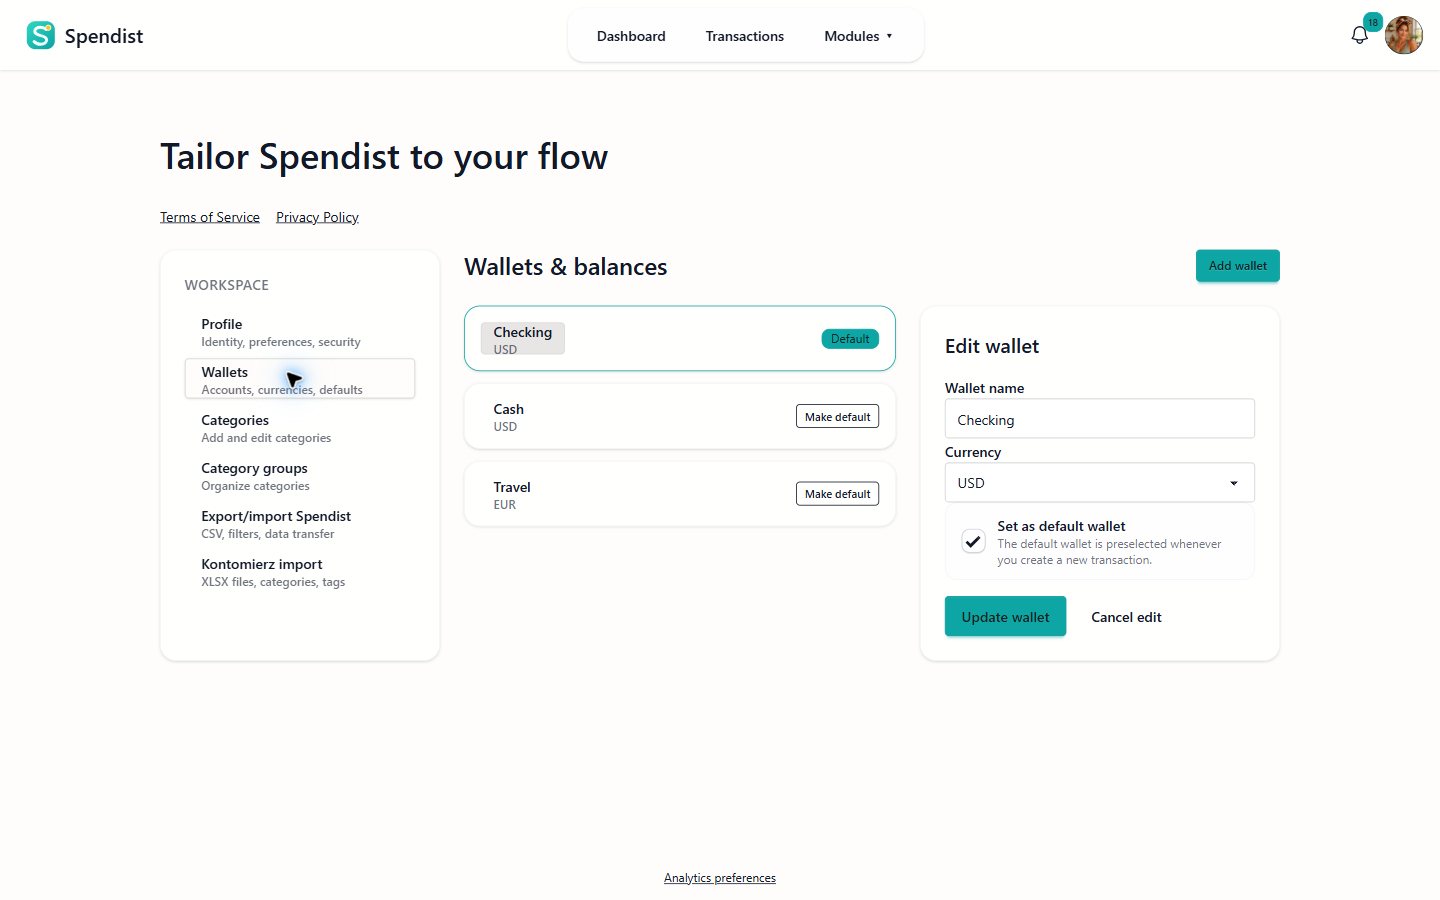 Spendist
Dashboard
Transactions
Modules
18
Tailor Spendist to your flow
Terms of Service
Privacy Policy
WORKSPACE
Profile
Identity, preferences, security
Wallets
Accounts, currencies, defaults
Categories
Add and edit categories
Category groups
Organize categories
Export/import Spendist
CSV, filters, data transfer
Kontomierz import
XLSX files, categories, tags
Wallets & balances
Add wallet
Checking
USD
Default
Cash
USD
Make default
Travel
EUR
Make default
Edit wallet
Wallet name
Checking
Currency
USD
Set as default wallet
The default wallet is preselected whenever
you create a new transaction.
Update wallet
Cancel edit
Analytics preferences